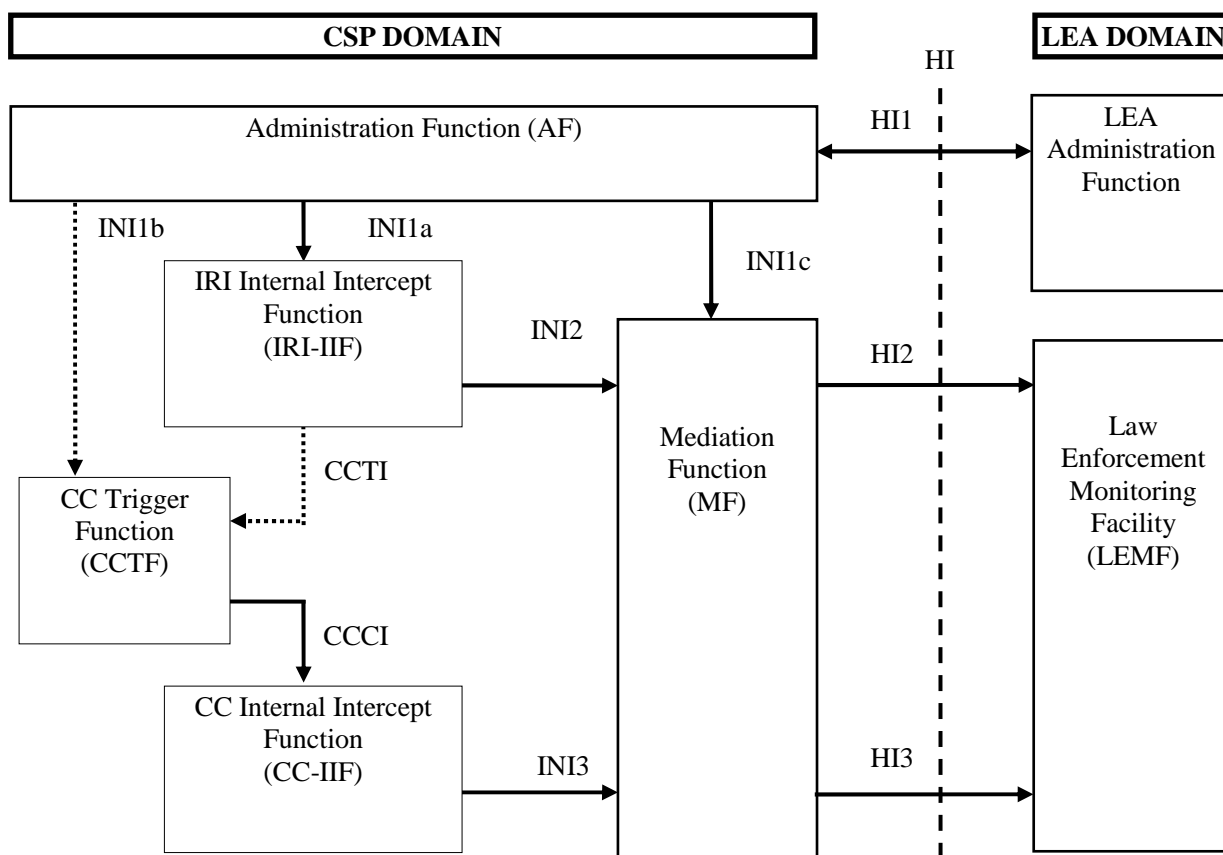 CSP DOMAIN
LEA DOMAIN
HI
Administration Function (AF)
HI1
LEA
Administration
Function
INI1b
INI1a
INI1c
IRI Internal Intercept
Function
(IRI-IIF)
INI2
HI2
Mediation
Function
(MF)
Law
Enforcement
Monitoring
Facility
(LEMF)
CCTI
CC Trigger
Function
(CCTF)
CCCI
CC Internal Intercept
Function
(CC-IIF)
INI3
HI3